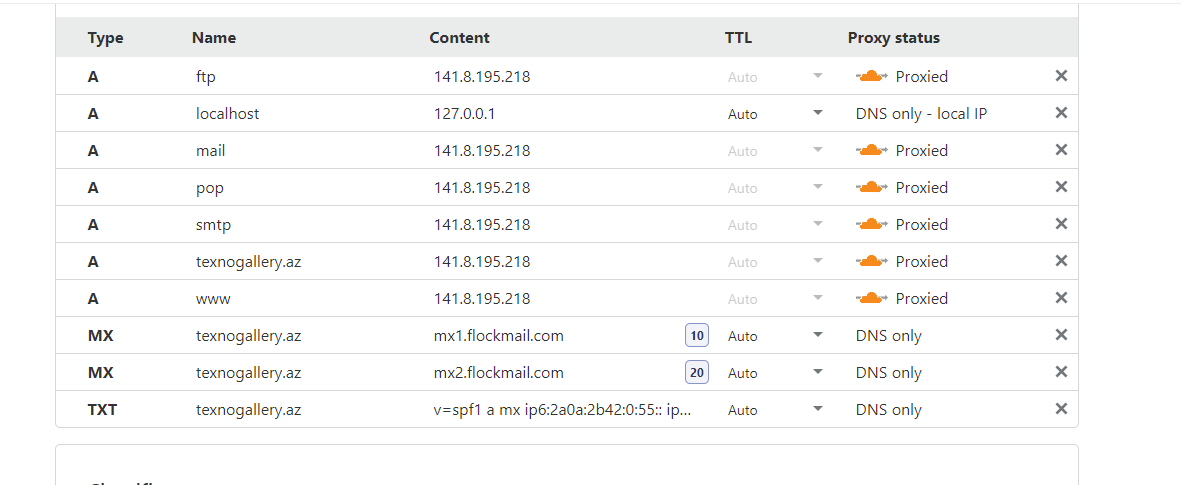 Type Name Content TTL Proxy status
A ftp 141.8.195.218 Auto Proxied
A localhost 127.0.0.1 Auto DNS only - local IP
A mail 141.8.195.218 Auto Proxied
A pop 141.8.195.218 Auto Proxied
A smtp 141.8.195.218 Auto Proxied
A texnogallery.az 141.8.195.218 Auto Proxied
A www 141.8.195.218 Auto Proxied
MX texnogallery.az mx1.flockmail.com 10 Auto DNS only
MX texnogallery.az mx2.flockmail.com 20 Auto DNS only
TXT texnogallery.az v=spf1 a mx ip6:2a0a:2b42:0:55:: ip... Auto DNS only